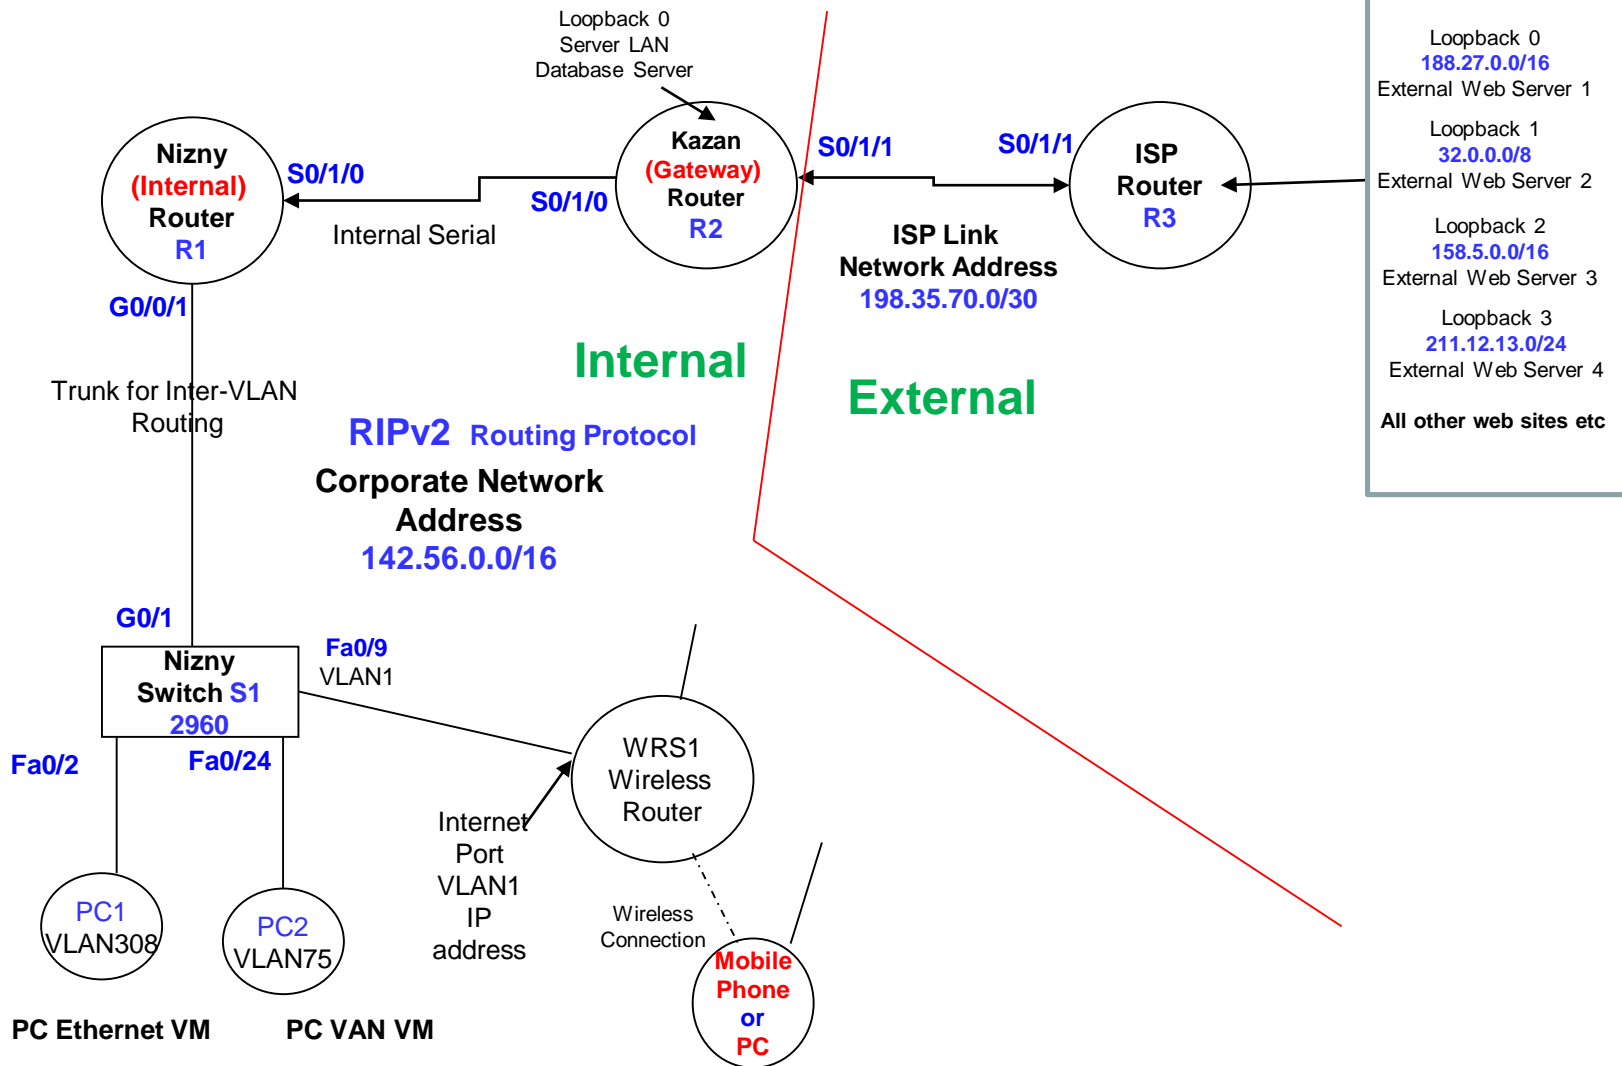 Loopback 0
Server LAN
Database Server
Nizny
(Internal)
Router
R1
S0/1/0
Internal Serial
S0/1/0
Kazan
(Gateway)
Router
R2
S0/1/1
S0/1/1
ISP Link
Network Address
198.35.70.0/30
ISP
Router
R3
Loopback 0
188.27.0.0/16
External Web Server 1
Loopback 1
32.0.0.0/8
External Web Server 2
Loopback 2
158.5.0.0/16
External Web Server 3
Loopback 3
211.12.13.0/24
External Web Server 4
All other web sites etc
G0/0/1
Trunk for Inter-VLAN
Routing
Internal
External
RIPv2 Routing Protocol
Corporate Network
Address
142.56.0.0/16
G0/1
Nizny
Switch S1
2960
Fa0/9
VLAN1
Fa0/2
Fa0/24
WRS1
Wireless
Router
Internet
Port
VLAN1
IP
address
PC1
VLAN308
PC2
VLAN75
Wireless
Connection
Mobile
Phone
or
PC
PC Ethernet VM
PC VAN VM